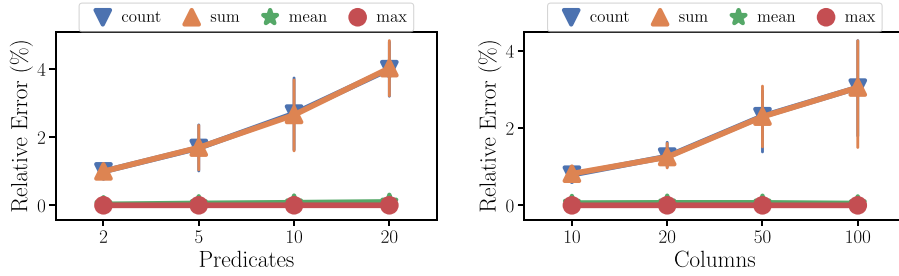 count sum mean max
Relative Error (%)
4
2
0
2 5 10 20
Predicates
count sum mean max
Relative Error (%)
4
2
0
10 20 50 100
Columns